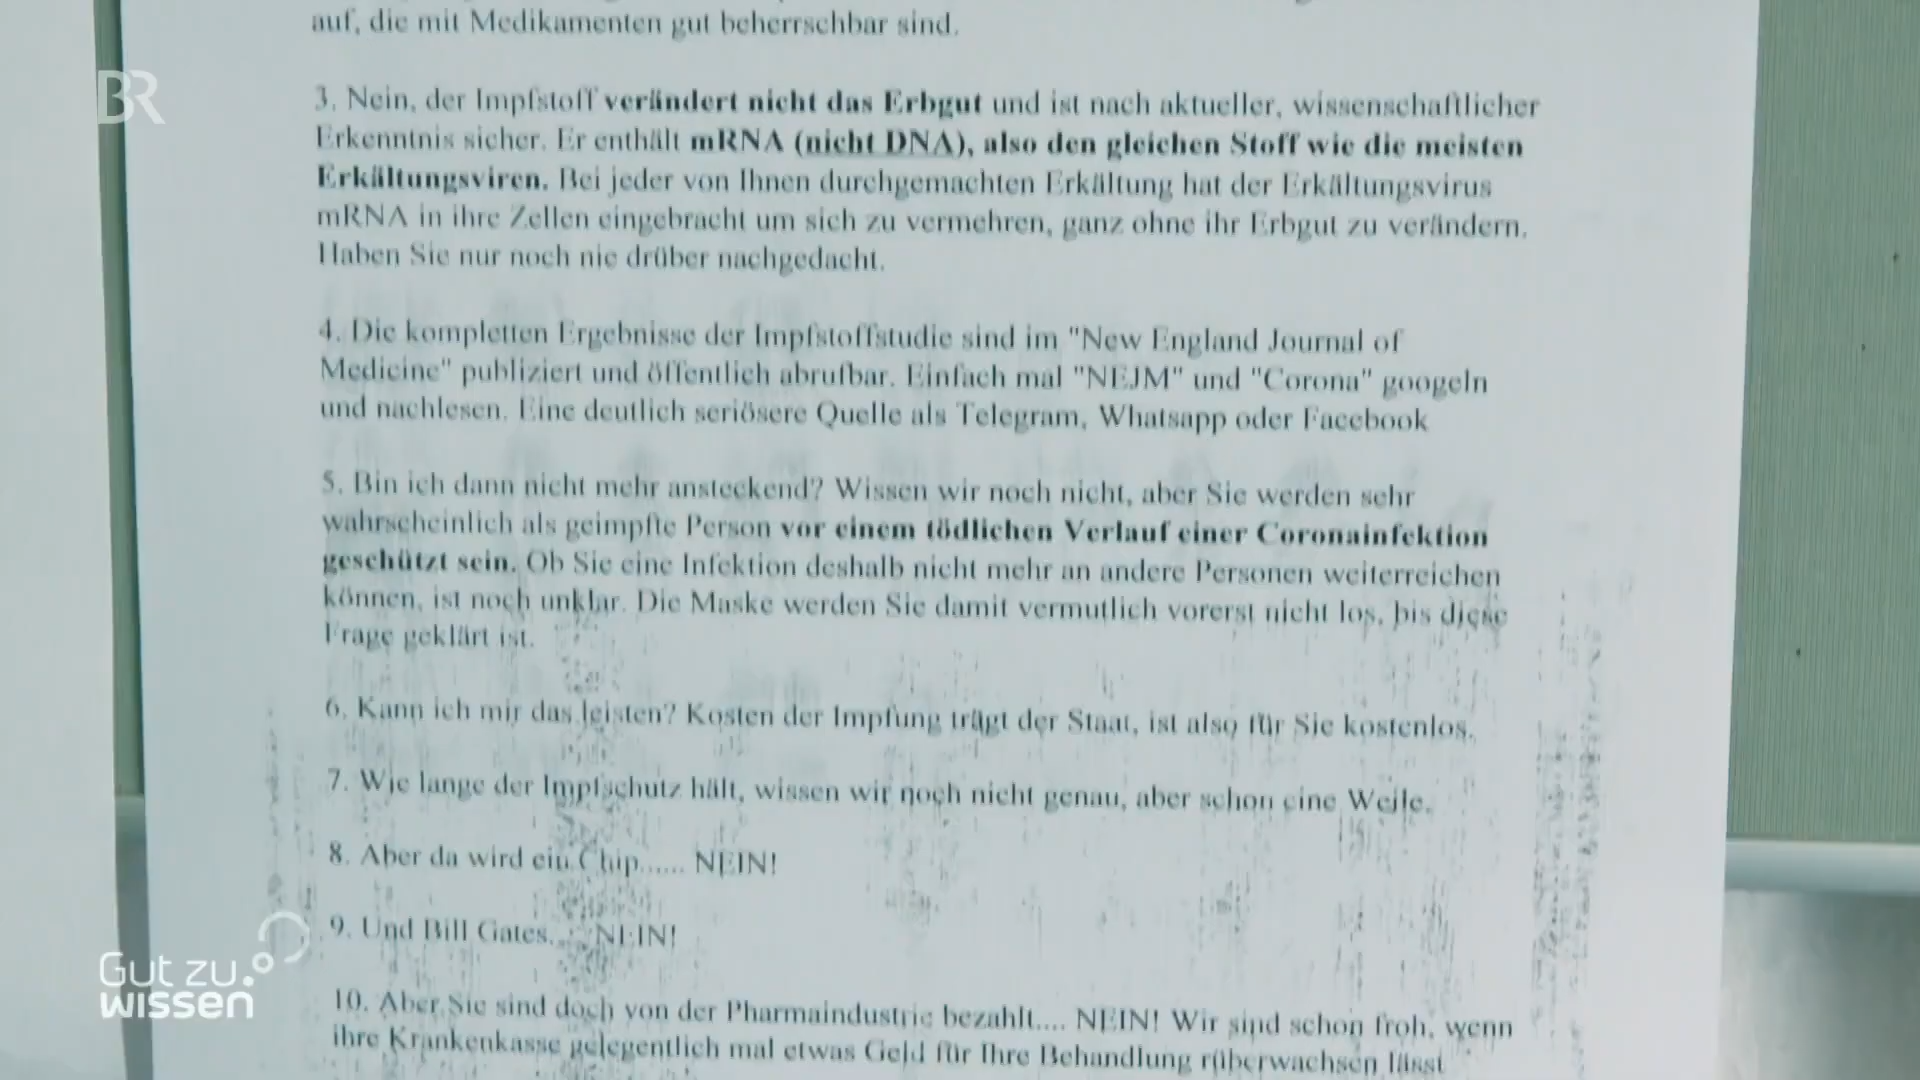 auf, die mit Medikamenten gut beherrschbar sind.
BR
3. Nein, der Impfstoff verändert nicht das Erbgut und ist nach aktueller, wissenschaftlicher
Erkenntnis sicher. Er enthält mRNA (nicht DNA), also den gleichen Stoff wie die meisten
Erkältungsviren. Bei jeder von Ihnen durchgemachten Erkältung hat der Erkältungsvirus
mRNA in ihre Zellen eingebracht um sich zu vermehren, ganz ohne ihr Erbgut zu verändern.
Haben Sie nur noch nie drüber nachgedacht.
4. Die kompletten Ergebnisse der Impfstoffstudie sind im "New England Journal of
Medicine" publiziert und öffentlich abrufbar. Einfach mal "NEJM" und "Corona" googeln
und nachlesen. Eine deutlich seriösere Quelle als Telegram, Whatsapp oder Facebook
5. Bin ich dann nicht mehr ansteckend? Wissen wir noch nicht, aber Sie werden sehr
wahrscheinlich als geimpfte Person vor einem tödlichen Verlauf einer Coronainfektion
geschützt sein. Ob Sie eine Infektion deshalb nicht mehr an andere Personen weiterreichen
können, ist noch unklar. Die Maske werden Sie damit vermutlich vorerst nicht los, bis diese
Frage geklärt ist.
6. Kann ich mir das leisten? Kosten der Impfung trägt der Staat, ist also für Sie kostenlos.
7. Wie lange der Impfschutz hält, wissen wir noch nicht genau, aber schon eine Weile.
8. Aber da wird ein Chip...... NEIN!
9. Und Bill Gates..... NEIN!
10. Aber Sie sind doch von der Pharmaindustrie bezahlt.... NEIN! Wir sind schon froh, wenn
ihre Krankenkasse gelegentlich mal etwas Geld für Ihre Behandlung rüberwachsen lässt
Gut zu
wissen